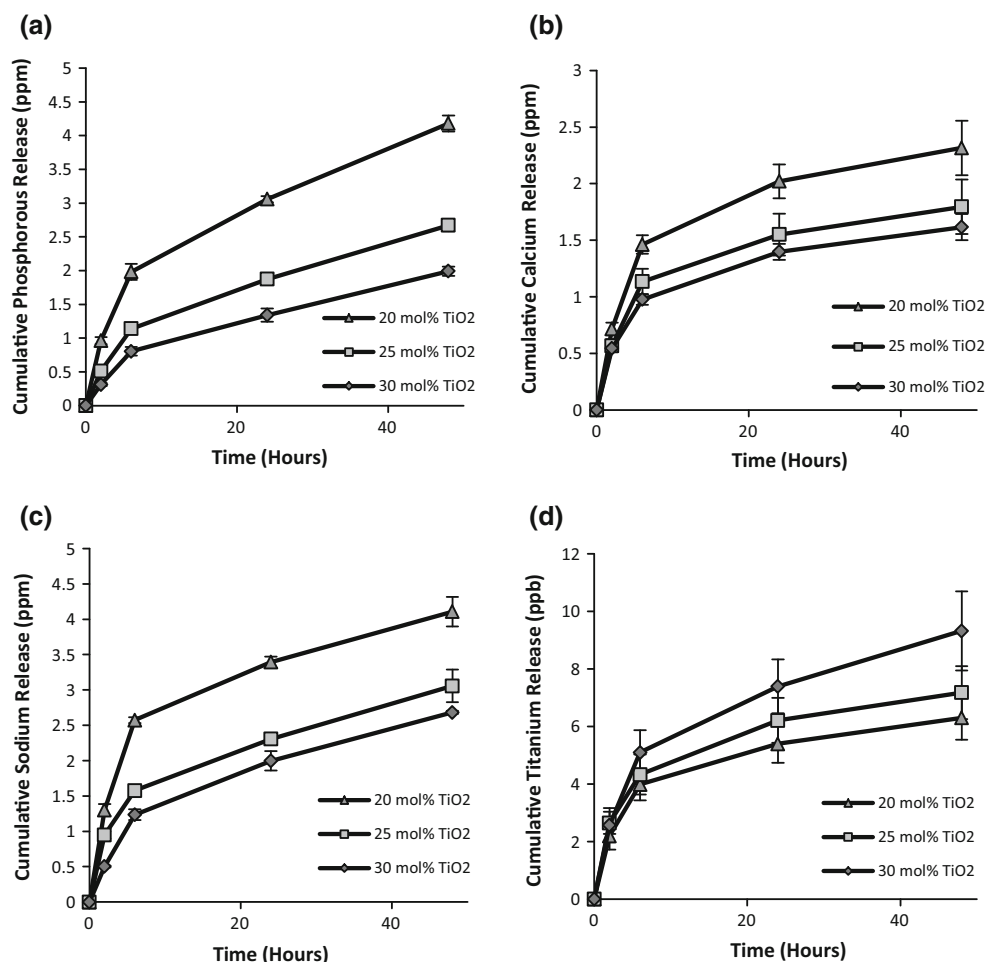 (a)
Cumulative Phosphorous Release (ppm)
5
4.5
4
3.5
3
2.5
2
1.5
1
0.5
0
0
20
40
Time (Hours)
20 mol% TiO2
25 mol% TiO2
30 mol% TiO2
(b)
Cumulative Calcium Release (ppm)
3
2.5
2
1.5
1
0.5
0
0
20
40
Time (Hours)
20 mol% TiO2
25 mol% TiO2
30 mol% TiO2
(c)
Cumulative Sodium Release (ppm)
5
4.5
4
3.5
3
2.5
2
1.5
1
0.5
0
0
20
40
Time (Hours)
20 mol% TiO2
25 mol% TiO2
30 mol% TiO2
(d)
Cumulative Titanium Release (ppb)
12
10
8
6
4
2
0
0
20
40
Time (Hours)
20 mol% TiO2
25 mol% TiO2
30 mol% TiO2